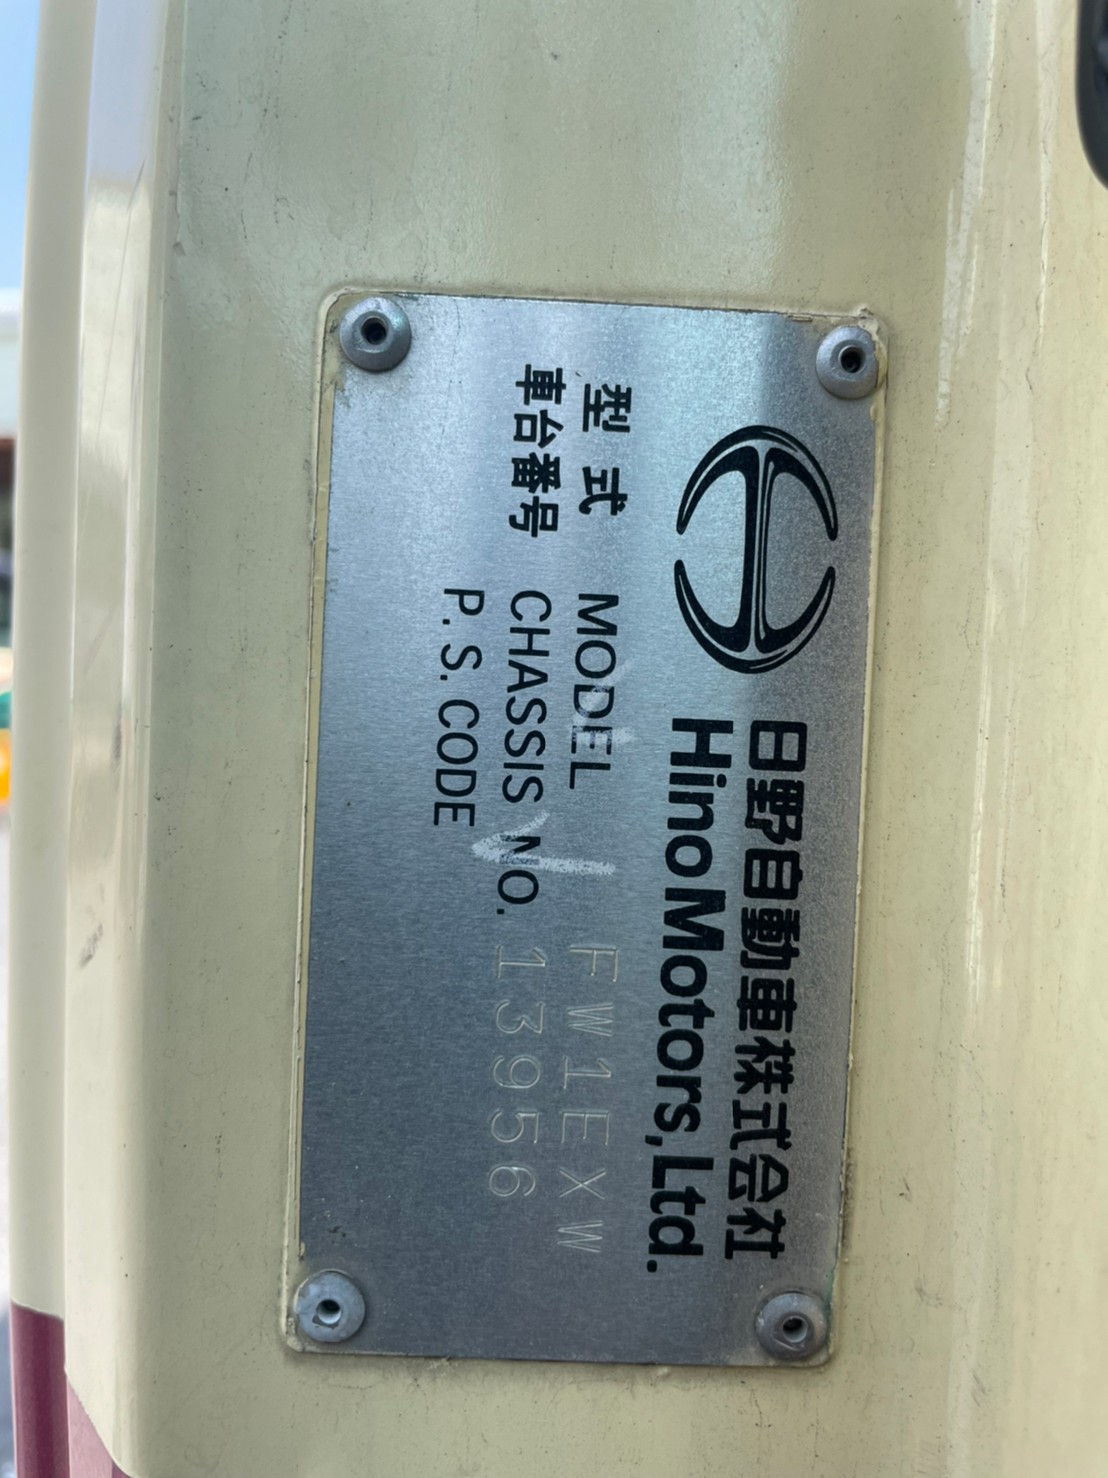 日野自動車株式会社
Hino Motors, Ltd.
型式 MODEL FW1EXW
車台番号 CHASSIS NO. 13956
P. S. CODE